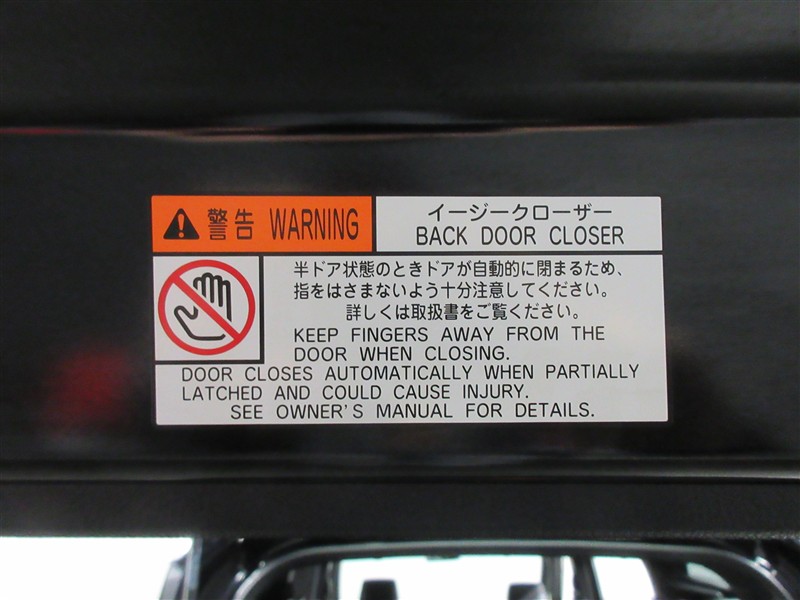 警告 WARNING
イージークローザー
BACK DOOR CLOSER
半ドア状態のときドアが自動的に閉まるため、
指をはさまないよう十分注意してください。
詳しくは取扱書をご覧ください。
KEEP FINGERS AWAY FROM THE
DOOR WHEN CLOSING.
DOOR CLOSES AUTOMATICALLY WHEN PARTIALLY
LATCHED AND COULD CAUSE INJURY.
SEE OWNER'S MANUAL FOR DETAILS.